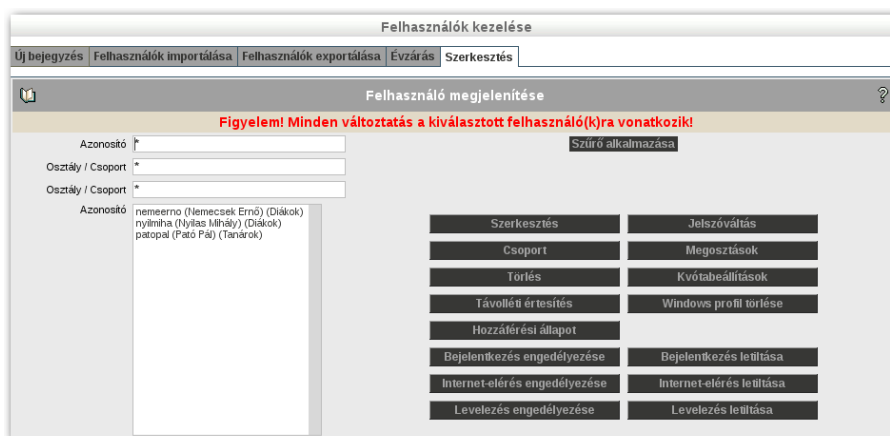 Felhasználók kezelése
Új bejegyzés Felhasználók importálása Felhasználók exportálása Évzárás Szerkesztés
Felhasználó megjelenítése ?
Figyelem! Minden változtatás a kiválasztott felhasználó(k)ra vonatkozik!
Azonosító * Szűrő alkalmazása
Osztály / Csoport *
Osztály / Csoport *
Azonosító nemeerno (Nemecsek Ernő) (Diákok)
nyilmiha (Nyilas Mihály) (Diákok)
patopal (Pató Pál) (Tanárok)
Szerkesztés Jelszóváltás
Csoport Megosztások
Törlés Kvótabeállítások
Távolléti értesítés Windows profil törlése
Hozzáférési állapot
Bejelentkezés engedélyezése Bejelentkezés letiltása
Internet-elérés engedélyezése Internet-elérés letiltása
Levelezés engedélyezése Levelezés letiltása